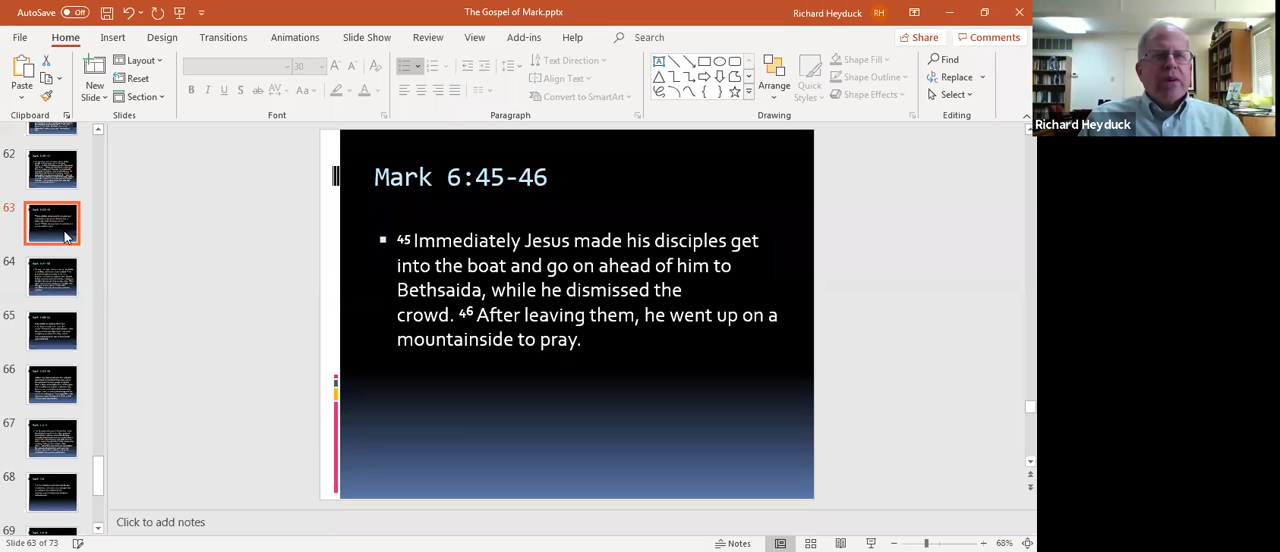 AutoSave Off
The Gospel of Mark.pptx
Richard Heyduck RH
File Home Insert Design Transitions Animations Slide Show Review View Add-ins Help Search
Share Comments
Paste
New
Slide
Layout
Reset
Section
30
B I U S ab AV Aa A
Text Direction
Align Text
Convert to SmartArt
Arrange
Quick
Styles
Shape Fill
Shape Outline
Shape Effects
Find
Replace
Select
Clipboard Slides Font Paragraph Drawing Editing
Richard Heyduck
62
63
64
65
66
67
68
69
Mark 6:45-46
45 Immediately Jesus made his disciples get
into the boat and go on ahead of him to
Bethsaida, while he dismissed the
crowd. 46 After leaving them, he went up on a
mountainside to pray.
Click to add notes
Slide 63 of 73
Notes
68%